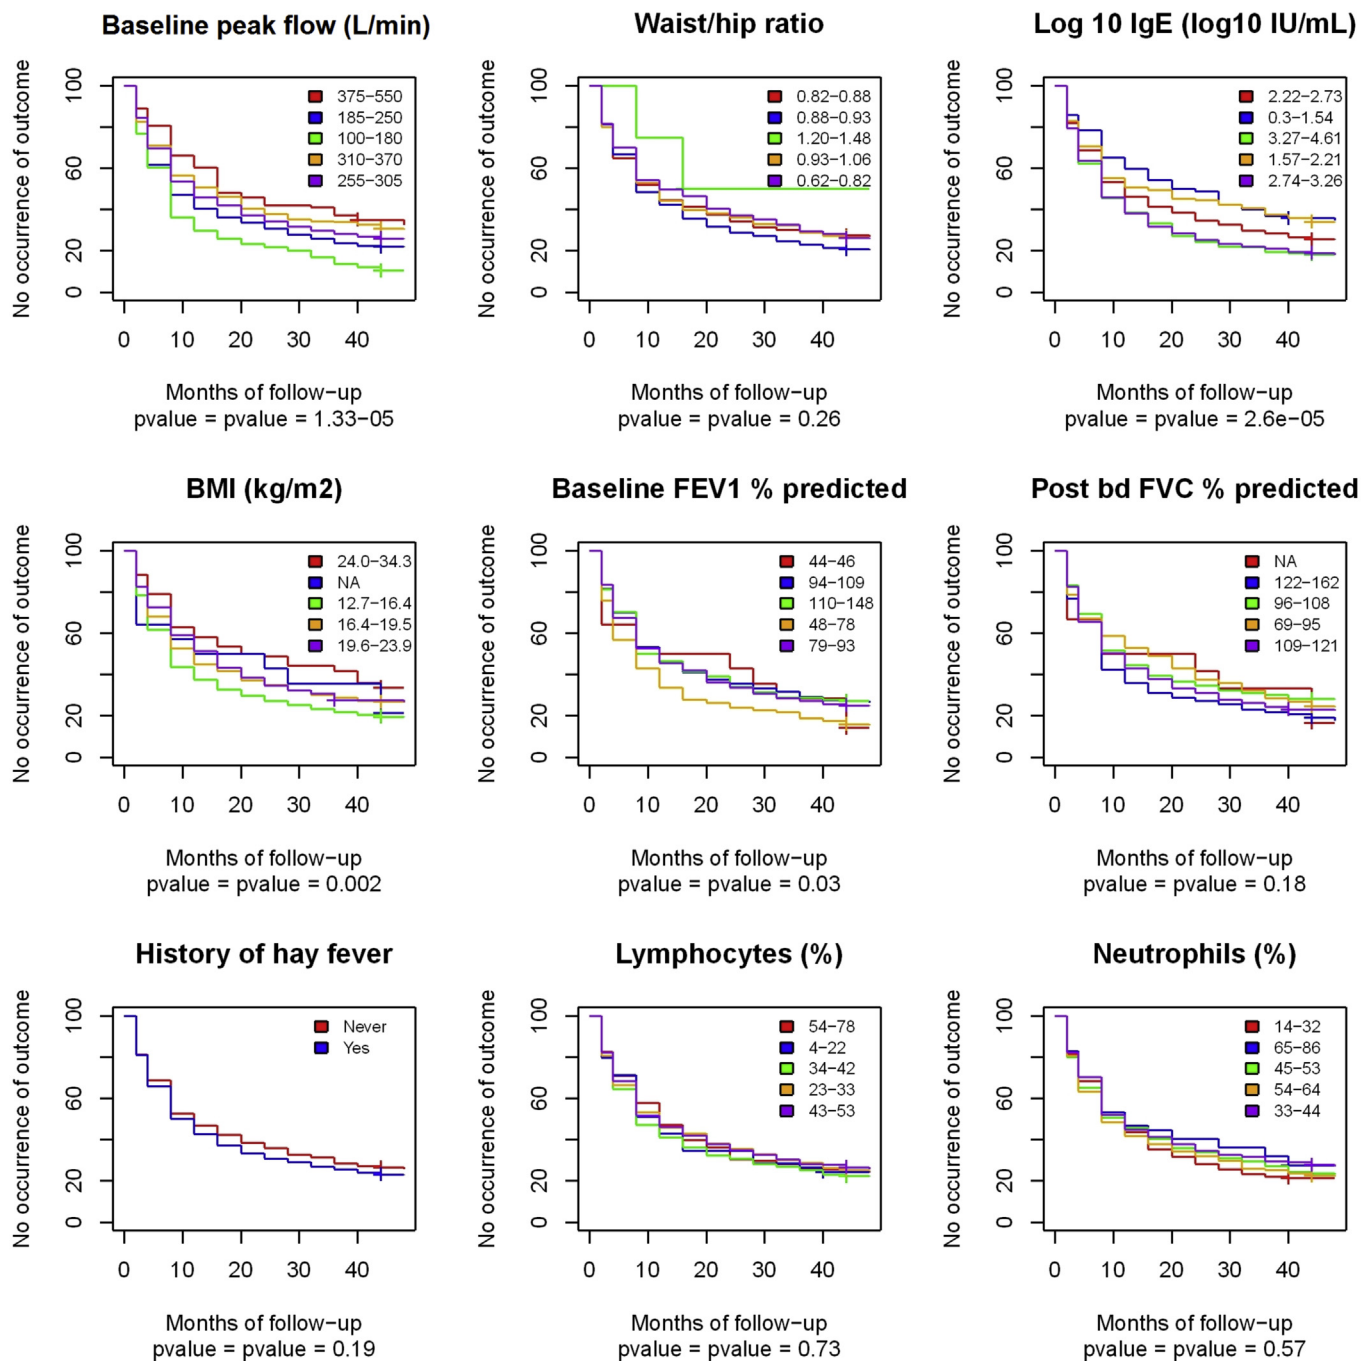 Baseline peak flow (L/min)
No occurrence of outcome
100
60
20
0
375−550
185−250
100−180
310−370
255−305
0 10 20 30 40
Months of follow−up
pvalue = pvalue = 1.33−05
Waist/hip ratio
No occurrence of outcome
100
60
20
0
0.82−0.88
0.88−0.93
1.20−1.48
0.93−1.06
0.62−0.82
0 10 20 30 40
Months of follow−up
pvalue = pvalue = 0.26
Log 10 IgE (log10 IU/mL)
No occurrence of outcome
100
60
20
0
2.22−2.73
0.3−1.54
3.27−4.61
1.57−2.21
2.74−3.26
0 10 20 30 40
Months of follow−up
pvalue = pvalue = 2.6e−05
BMI (kg/m2)
No occurrence of outcome
100
60
20
0
24.0−34.3
NA
12.7−16.4
16.4−19.5
19.6−23.9
0 10 20 30 40
Months of follow−up
pvalue = pvalue = 0.002
Baseline FEV1 % predicted
No occurrence of outcome
100
60
20
0
44−46
94−109
110−148
48−78
79−93
0 10 20 30 40
Months of follow−up
pvalue = pvalue = 0.03
Post bd FVC % predicted
No occurrence of outcome
100
60
20
0
NA
122−162
96−108
69−95
109−121
0 10 20 30 40
Months of follow−up
pvalue = pvalue = 0.18
History of hay fever
No occurrence of outcome
100
60
20
0
Never
Yes
0 10 20 30 40
Months of follow−up
pvalue = pvalue = 0.19
Lymphocytes (%)
No occurrence of outcome
100
60
20
0
54−78
4−22
34−42
23−33
43−53
0 10 20 30 40
Months of follow−up
pvalue = pvalue = 0.73
Neutrophils (%)
No occurrence of outcome
100
60
20
0
14−32
65−86
45−53
54−64
33−44
0 10 20 30 40
Months of follow−up
pvalue = pvalue = 0.57